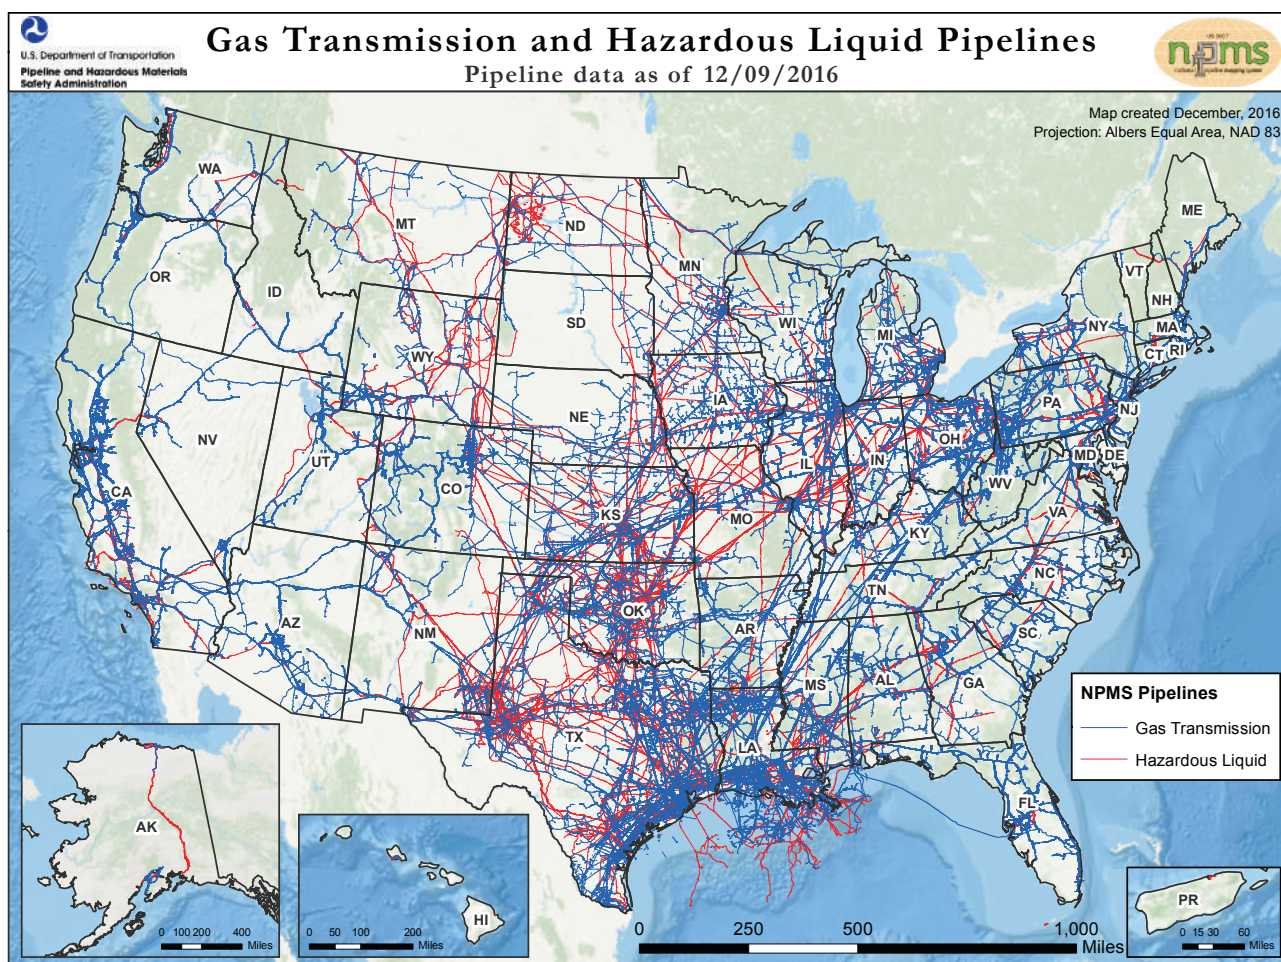 U.S. Department of Transportation
Pipeline and Hazardous Materials
Safety Administration
Gas Transmission and Hazardous Liquid Pipelines
Pipeline data as of 12/09/2016
npms
Map created December, 2016
Projection: Albers Equal Area, NAD 83
WA
MT
ND
MN
ME
OR
ID
SD
WI
MI
VT
NH
NY
MA
CT
RI
WY
IA
NE
PA
NJ
NV
UT
CO
IL
IN
OH
MD
DE
WV
CA
KS
MO
KY
VA
AZ
NM
OK
AR
TN
NC
SC
TX
LA
MS
AL
GA
FL
NPMS Pipelines
Gas Transmission
Hazardous Liquid
AK
0 100 200 400
Miles
HI
0 50 100 200
Miles
0 250 500 1,000
Miles
PR
0 15 30 60
Miles